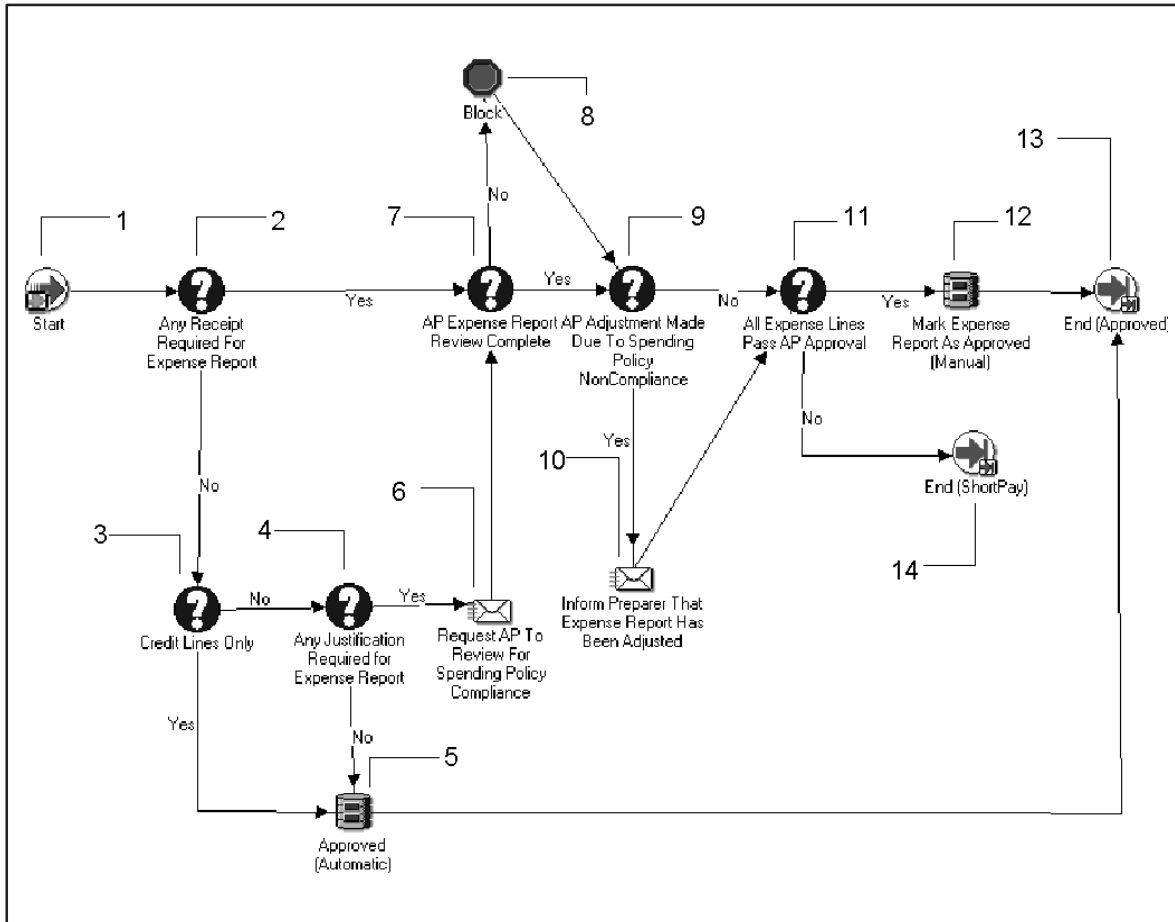 8
Block
No
13
1
2
7
9
11
12
Start
Any Receipt
Required For
Expense Report
Yes
AP Expense Report
Review Complete
Yes
AP Adjustment Made
Due To Spending
Policy
NonCompliance
No
All Expense Lines
Pass AP Approval
Yes
Mark Expense
Report As Approved
(Manual)
End (Approved)
No
Yes
No
10
End (ShortPay)
14
3
4
6
Credit Lines Only
No
Any Justification
Required for
Expense Report
Yes
Request AP To
Review For
Spending Policy
Compliance
Inform Preparer That
Expense Report Has
Been Adjusted
Yes
No
5
Approved
(Automatic)